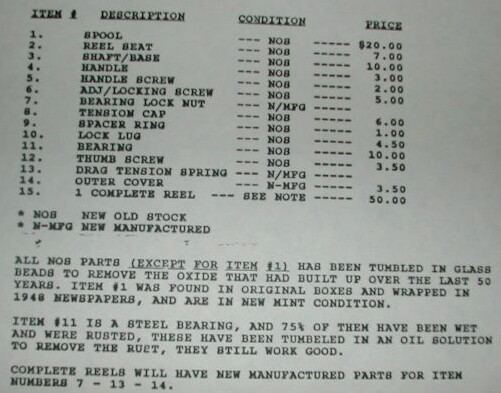 ITEM # DESCRIPTION CONDITION PRICE
1. SPOOL --- NOS ----- $20.00
2. REEL SEAT --- NOS ----- 7.00
3. SHAFT/BASE --- NOS ----- 10.00
4. HANDLE --- NOS ----- 3.00
5. HANDLE SCREW --- NOS ----- 2.00
6. ADJ/LOCKING SCREW --- NOS ----- 5.00
7. BEARING LOCK NUT --- N/MFG -----
8. TENSION CAP --- NOS ----- 6.00
9. SPACER RING --- NOS ----- 1.00
10. LOCK LUG --- NOS ----- 4.50
11. BEARING --- NOS ----- 10.00
12. THUMB SCREW --- NOS ----- 3.50
13. DRAG TENSION SPRING --- N/MFG -----
14. OUTER COVER --- N-MFG ----- 3.50
15. 1 COMPLETE REEL --- SEE NOTE ----- 50.00
* NOS NEW OLD STOCK
* N-MFG NEW MANUFACTURED
ALL NOS PARTS (EXCEPT FOR ITEM #1) HAS BEEN TUMBLED IN GLASS
BEADS TO REMOVE THE OXIDE THAT HAD BUILT UP OVER THE LAST 50
YEARS. ITEM #1 WAS FOUND IN ORIGINAL BOXES AND WRAPPED IN
1948 NEWSPAPERS, AND ARE IN NEW MINT CONDITION.
ITEM #11 IS A STEEL BEARING, AND 75% OF THEM HAVE BEEN WET
AND WERE RUSTED, THESE HAVE BEEN TUMBELED IN AN OIL SOLUTION
TO REMOVE THE RUST, THEY STILL WORK GOOD.
COMPLETE REELS WILL HAVE NEW MANUFACTURED PARTS FOR ITEM
NUMBERS 7 - 13 - 14.